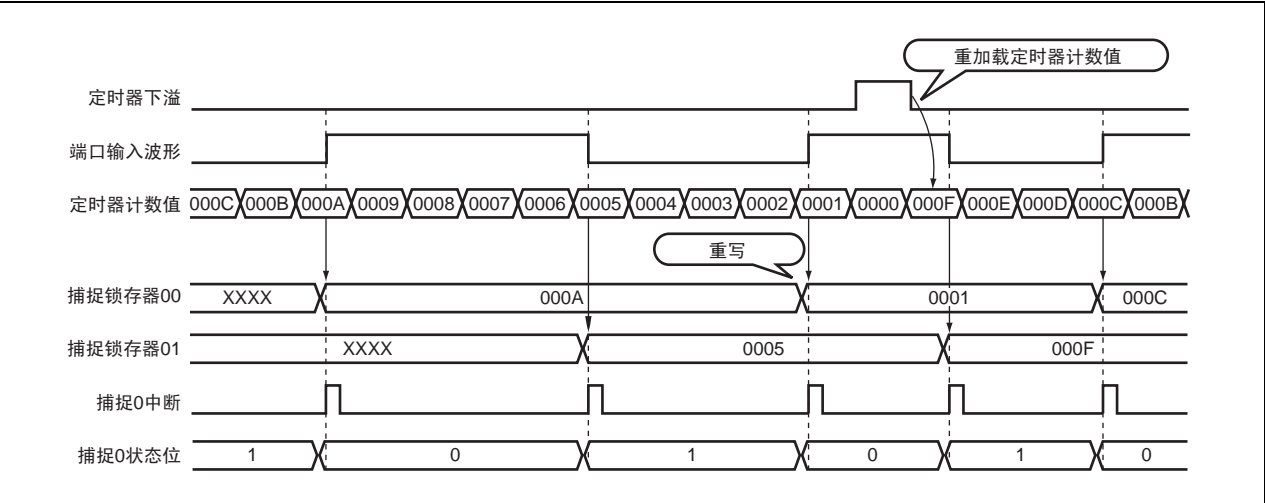 重加载定时器计数值
定时器下溢
端口输入波形
定时器计数值 000C 000B 000A 0009 0008 0007 0006 0005 0004 0003 0002 0001 0000 000F 000E 000D 000C 000B
重写
捕捉锁存器00 XXXX 000A 0001 000C
捕捉锁存器01 XXXX 0005 000F
捕捉0中断
捕捉0状态位 1 0 1 0 1 0